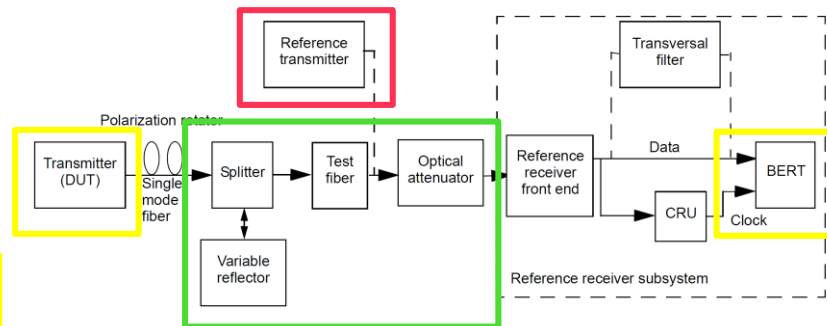 Reference
transmitter
Transversal
filter
Polarization rotator
Transmitter
(DUT)
Single
mode
fiber
Splitter
Test
fiber
Optical
attenuator
Reference
receiver
front end
Data
BERT
CRU
Clock
Variable
reflector
Reference receiver subsystem